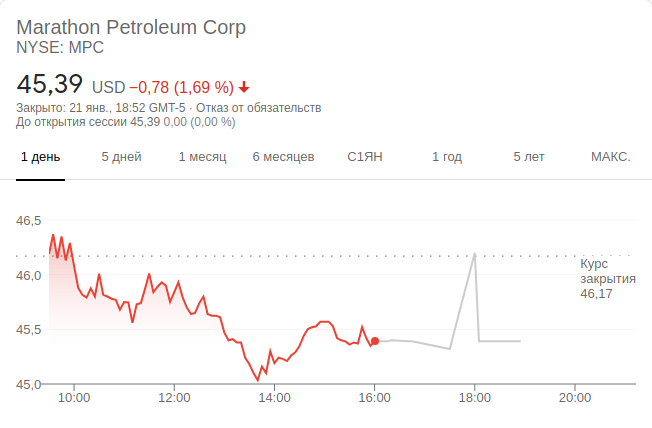 Marathon Petroleum Corp
NYSE: MPC
45,39 USD −0,78 (1,69 %)
Закрыто: 21 янв., 18:52 GMT-5 · Отказ от обязательств
До открытия сессии 45,39 0,00 (0,00 %)
1 день 5 дней 1 месяц 6 месяцев С1ЯН 1 год 5 лет МАКС.
46,5
46,0
45,5
45,0
Курс
закрытия
46,17
10:00 12:00 14:00 16:00 18:00 20:00